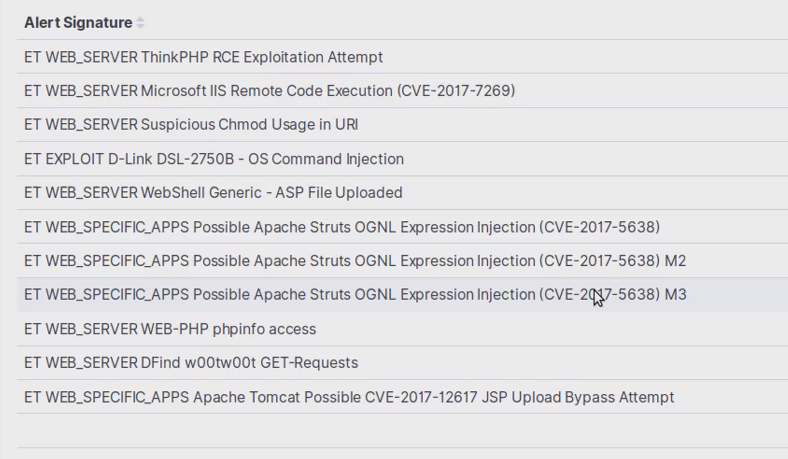 Alert Signature
ET WEB_SERVER ThinkPHP RCE Exploitation Attempt
ET WEB_SERVER Microsoft IIS Remote Code Execution (CVE-2017-7269)
ET WEB_SERVER Suspicious Chmod Usage in URI
ET EXPLOIT D-Link DSL-2750B - OS Command Injection
ET WEB_SERVER WebShell Generic - ASP File Uploaded
ET WEB_SPECIFIC_APPS Possible Apache Struts OGNL Expression Injection (CVE-2017-5638)
ET WEB_SPECIFIC_APPS Possible Apache Struts OGNL Expression Injection (CVE-2017-5638) M2
ET WEB_SPECIFIC_APPS Possible Apache Struts OGNL Expression Injection (CVE-2017-5638) M3
ET WEB_SERVER WEB-PHP phpinfo access
ET WEB_SERVER DFind w00tw00t GET-Requests
ET WEB_SPECIFIC_APPS Apache Tomcat Possible CVE-2017-12617 JSP Upload Bypass Attempt